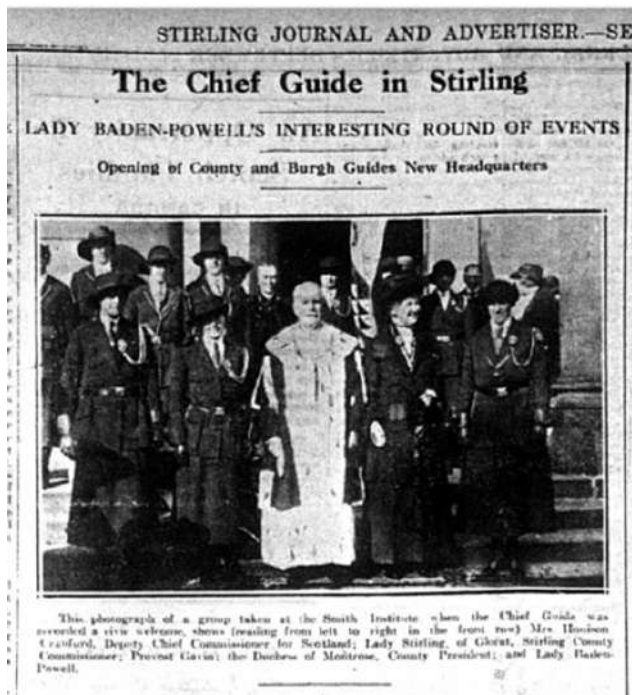 STIRLING JOURNAL AND ADVERTISER.—SE
The Chief Guide in Stirling
LADY BADEN-POWELL'S INTERESTING ROUND OF EVENTS
Opening of County and Burgh Guides New Headquarters
This photograph of a group taken at the Smith Institute when the Chief Guide was
recorded a civic welcome, shows (reading from left to right in the front row) Mrs Houison
Craufurd, Deputy Chief Commissioner for Scotland; Lady Stirling, of Glorat, Stirling County
Commissioner; Provost Gavin; the Duchess of Montrose, County President; and Lady Baden-
Powell.